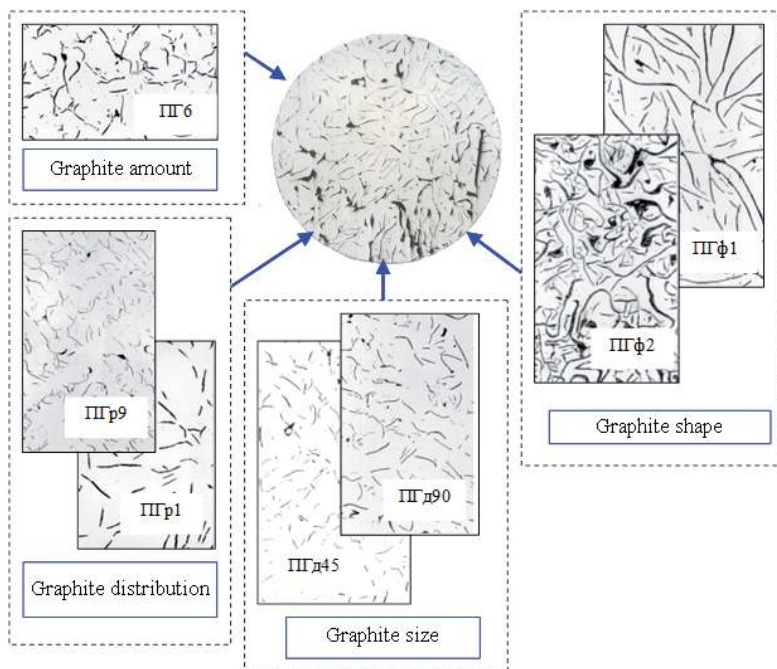 ПГ6
Graphite amount
ПГр9
ПГр1
Graphite distribution
ПГд90
ПГд45
Graphite size
ПГф1
ПГф2
Graphite shape